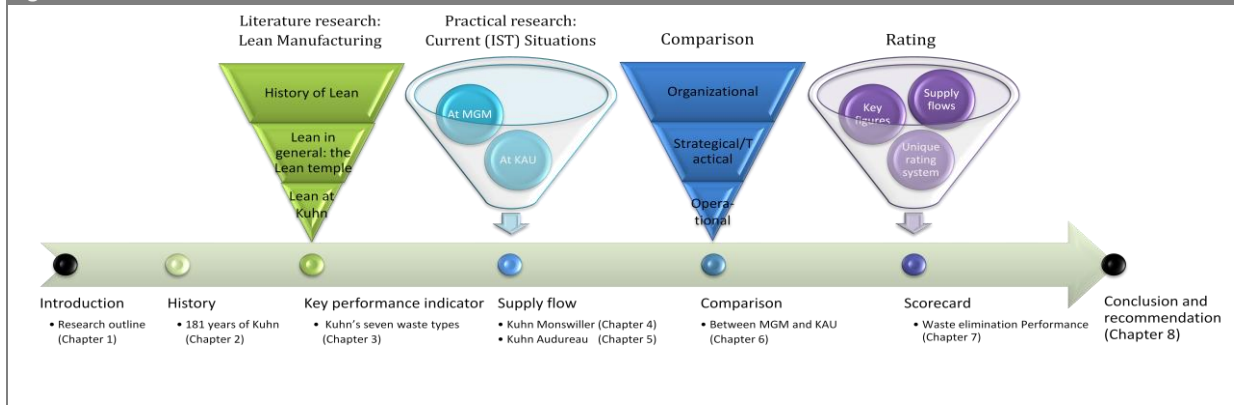 Literature research:
Lean Manufacturing
Practical research:
Current (IST) Situations
Comparison
Rating
History of Lean
Lean in
general: the
Lean temple
Lean at
Kuhn
At MGM
At KAU
Organizational
Strategical/T
actical
Opera-
tional
Key
figures
Supply
flows
Unique
rating
system
Introduction
• Research outline
(Chapter 1)
History
• 181 years of Kuhn
(Chapter 2)
Key performance indicator
• Kuhn's seven waste types
(Chapter 3)
Supply flow
• Kuhn Monswiller (Chapter 4)
• Kuhn Audureau (Chapter 5)
Comparison
• Between MGM and KAU
(Chapter 6)
Scorecard
• Waste elimination Performance
(Chapter 7)
Conclusion and
recommendation
(Chapter 8)